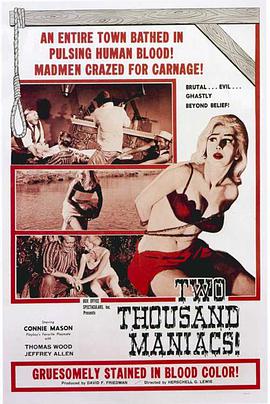 AN ENTIRE TOWN BATHED IN
PULSING HUMAN BLOOD!
MADMEN CRAZED FOR CARNAGE!
BRUTAL...EVIL...
GHASTLY
BEYOND BELIEF!
BOX OFFICE
SPECTACULARS, Inc.
Presents
TWO
THOUSAND
MANIACS!
Starring
CONNIE MASON
Playboy's Favorite Playmate
with
THOMAS WOOD
JEFFREY ALLEN
GRUESOMELY STAINED IN BLOOD COLOR!
Produced by DAVID F. FRIEDMAN
Directed by HERSCHELL G. LEWIS